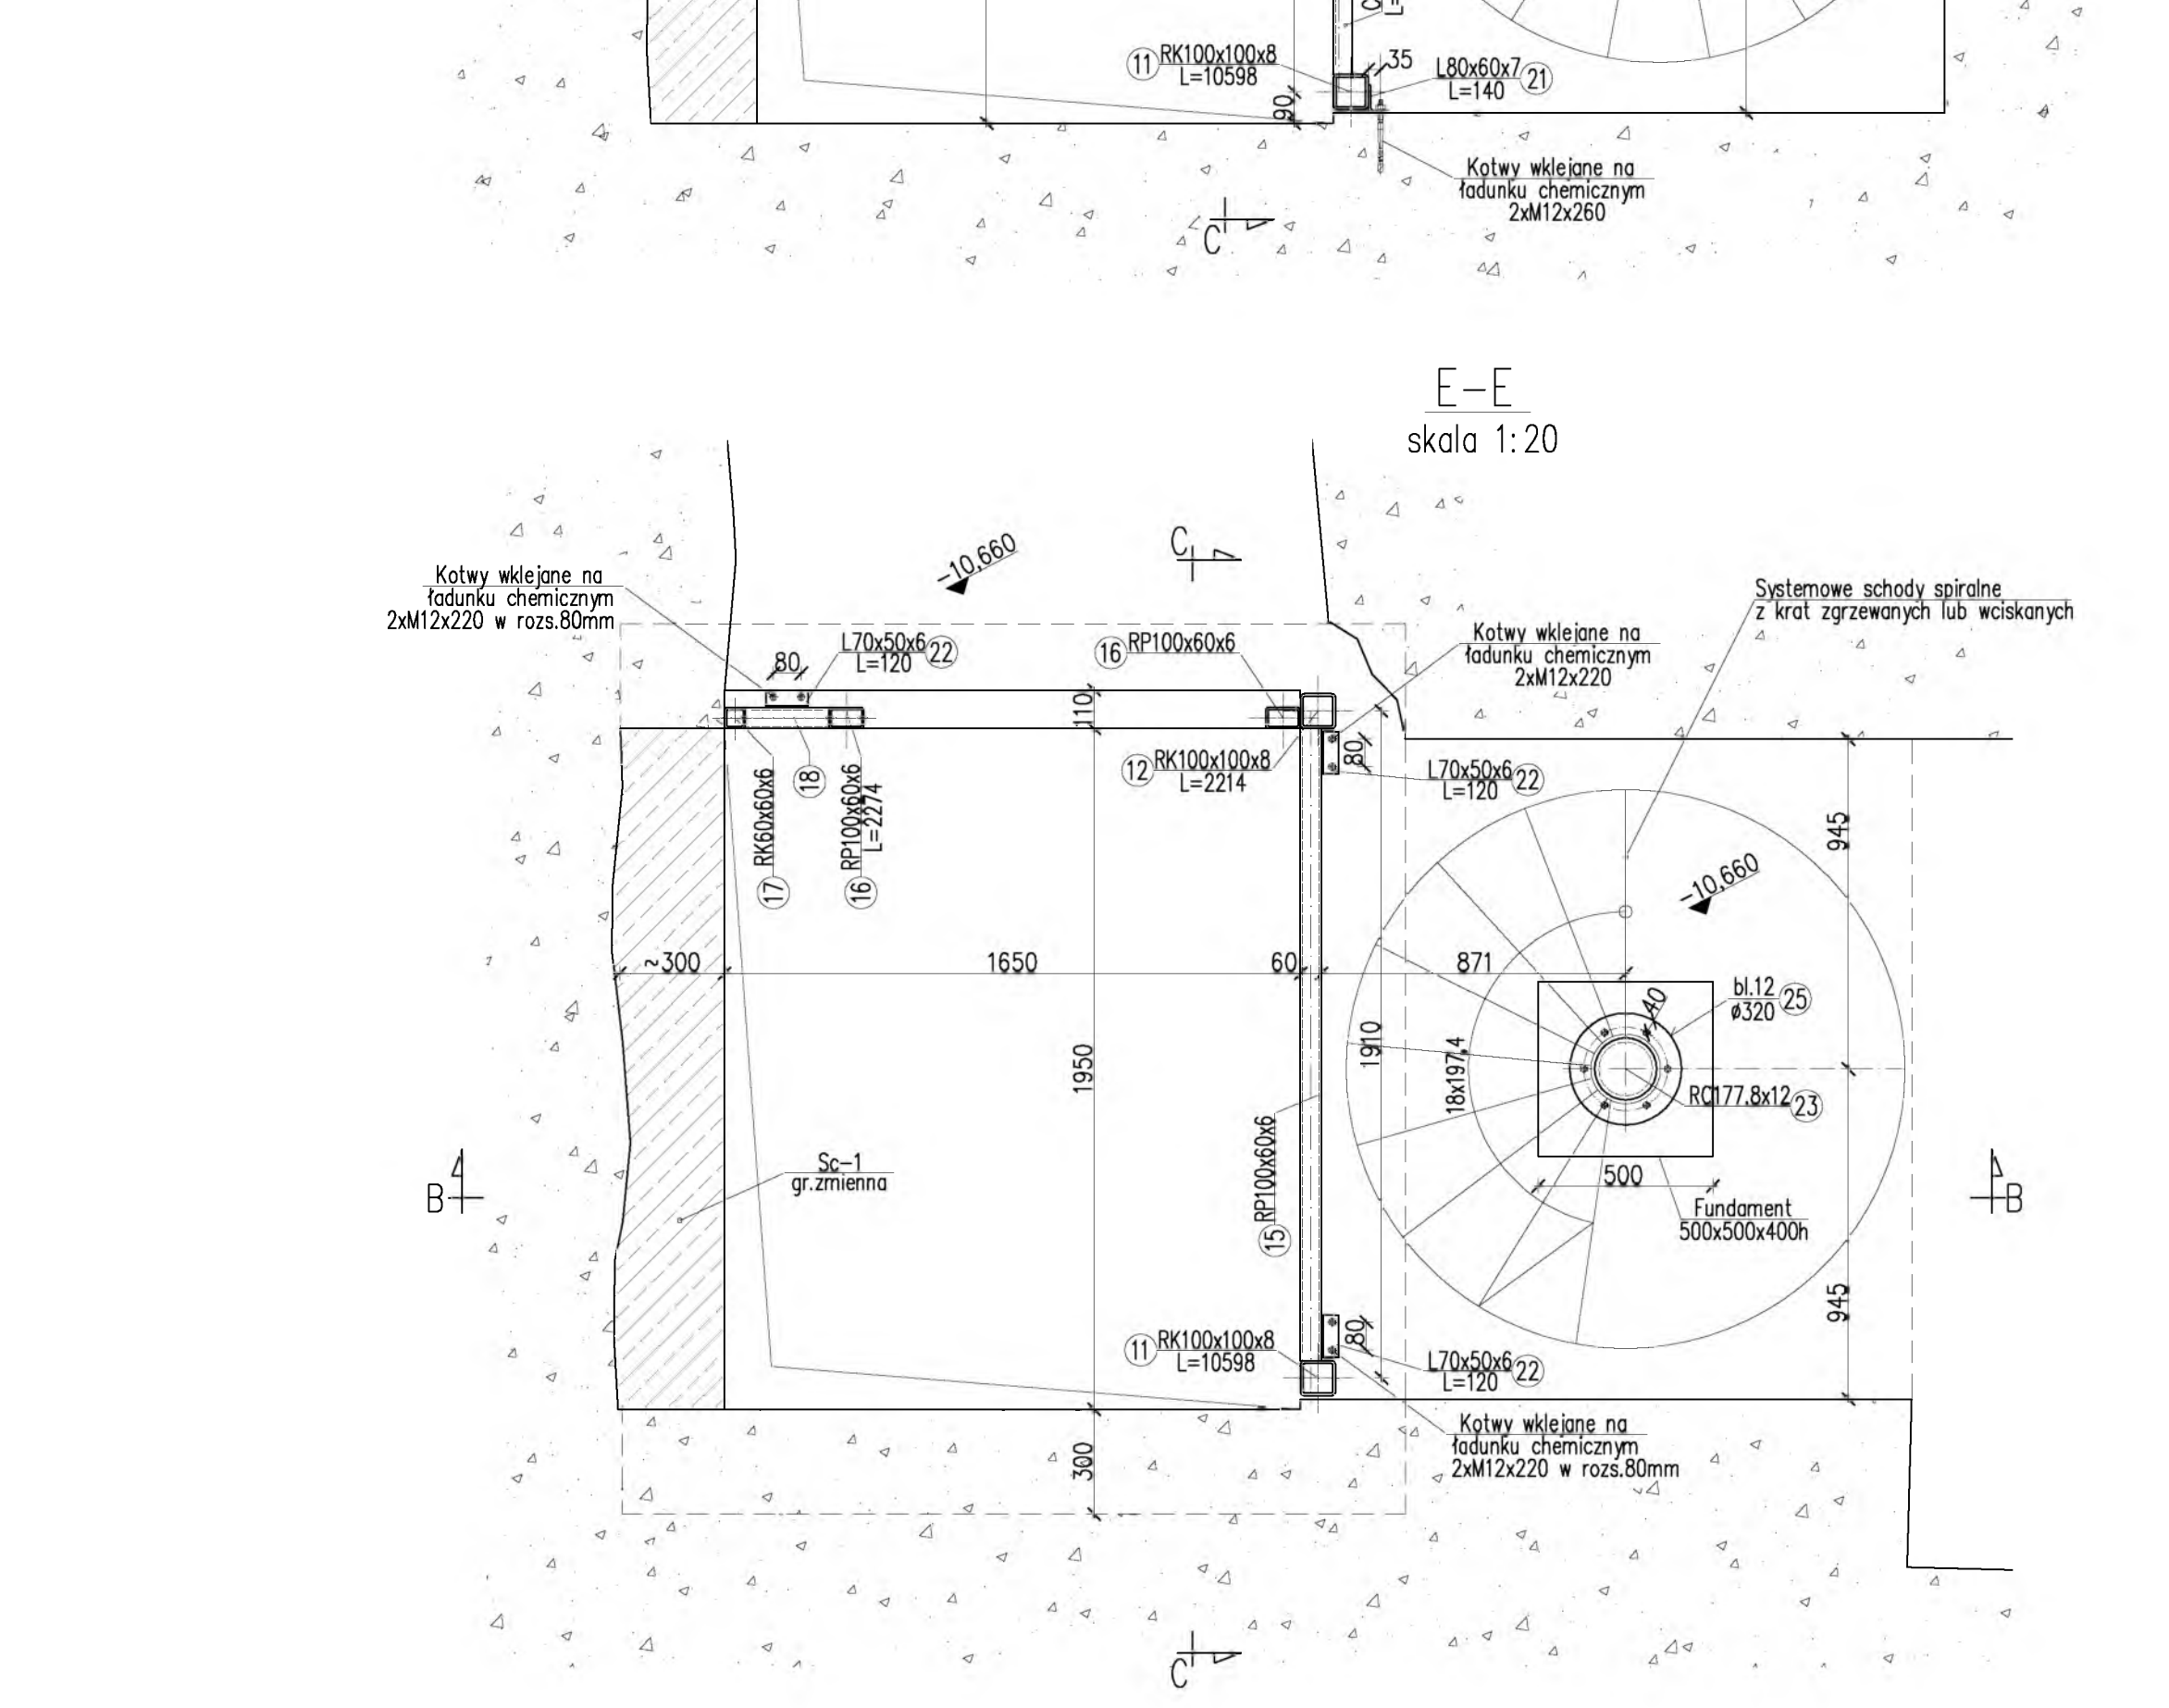 11 RK100x100x8
L=10598
35
L80x60x7 21
L=140
90
Kotwy wklejane na
ładunku chemicznym
2xM12x260
C
E–E
skala 1:20
C
-10,660
Kotwy wklejane na
ładunku chemicznym
2xM12x220 w rozs.80mm
80
L70x50x6 22
L=120
16 RP100x60x6
Systemowe schody spiralne
z krat zgrzewanych lub wciskanych
Kotwy wklejane na
ładunku chemicznym
2xM12x220
110
12 RK100x100x8
L=2214
80
L70x50x6 22
L=120
RK60x60x6
17
18
RP100x60x6
L=2274
16
945
-10,660
~300
1650
60
871
bl.12 25
ø320
40
1910
18x197,4
1950
RO177.8x12 23
RP100x60x6
15
Sc-1
gr.zmienna
B
B
500
Fundament
500x500x400h
945
11 RK100x100x8
L=10598
80
L70x50x6 22
L=120
Kotwy wklejane na
ładunku chemicznym
2xM12x220 w rozs.80mm
300
C